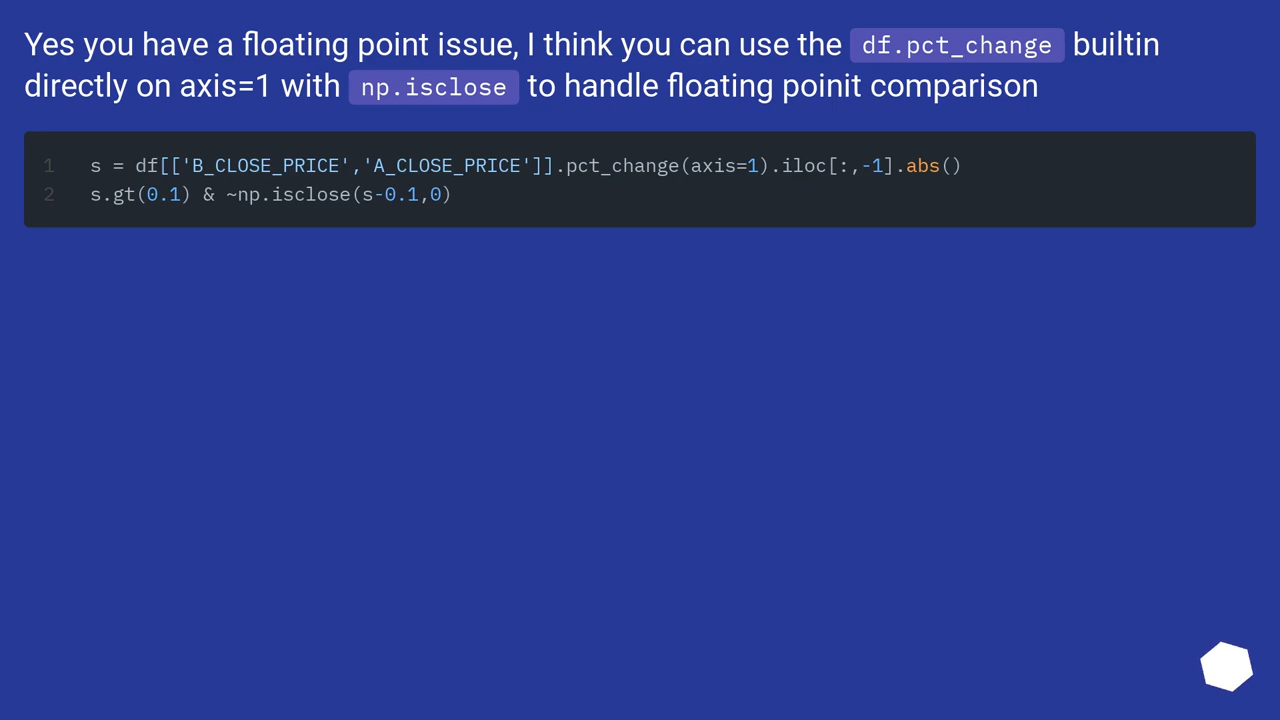 Yes you have a floating point issue, I think you can use the df.pct_change builtin
directly on axis=1 with np.isclose to handle floating poinit comparison
1 s = df[['B_CLOSE_PRICE','A_CLOSE_PRICE']].pct_change(axis=1).iloc[:,-1].abs()
2 s.gt(0.1) & ~np.isclose(s-0.1,0)